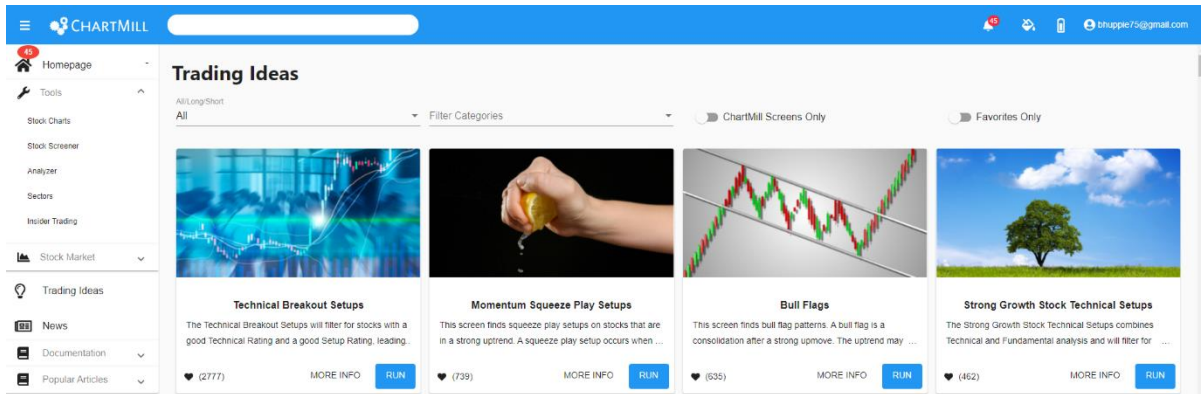 CHARTMILL
45
bhuppie75@gmail.com
45
Homepage
Tools
Stock Charts
Stock Screener
Analyzer
Sectors
Insider Trading
Stock Market
Trading Ideas
News
Documentation
Popular Articles
Trading Ideas
All/Long/Short
All
Filter Categories
ChartMill Screens Only
Favorites Only
Technical Breakout Setups
The Technical Breakout Setups will filter for stocks with a
good Technical Rating and a good Setup Rating, leading..
(2777)
MORE INFO
RUN
Momentum Squeeze Play Setups
This screen finds squeeze play setups on stocks that are
in a strong uptrend. A squeeze play setup occurs when ...
(739)
MORE INFO
RUN
Bull Flags
This screen finds bull flag patterns. A bull flag is a
consolidation after a strong upmove. The uptrend may ...
(635)
MORE INFO
RUN
Strong Growth Stock Technical Setups
The Strong Growth Stock Technical Setups combines
Technical and Fundamental analysis and will filter for ...
(462)
MORE INFO
RUN